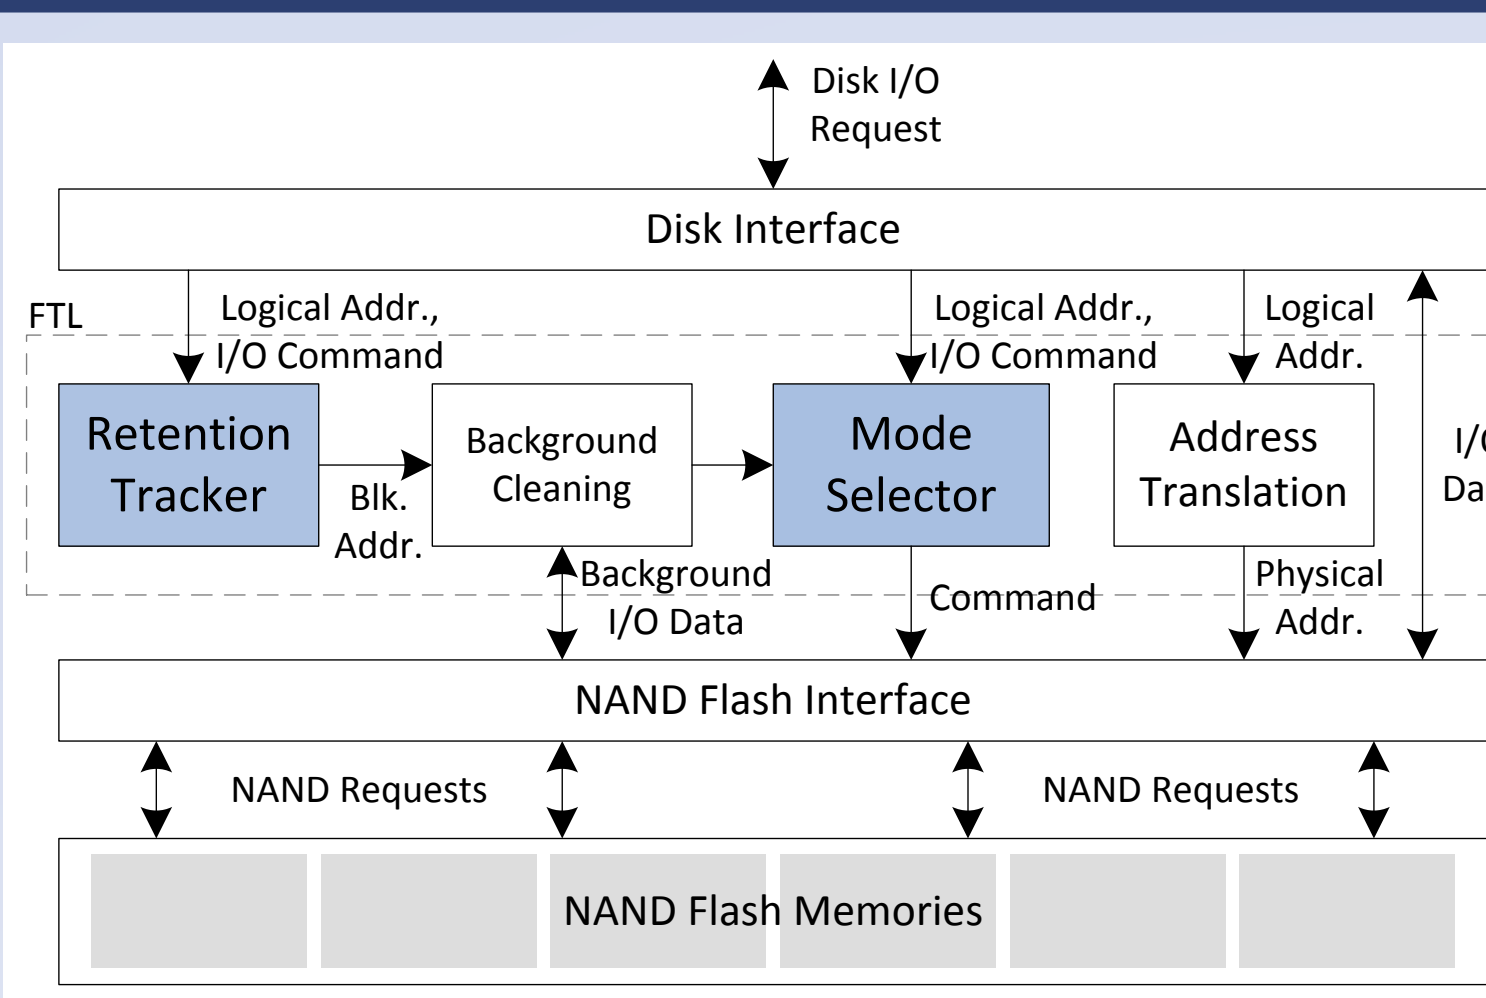 Disk I/O
Request
Disk Interface
FTL
Logical Addr.,
I/O Command
Logical Addr.,
I/O Command
Logical
Addr.
Retention
Tracker
Blk.
Addr.
Background
Cleaning
Mode
Selector
Address
Translation
Background
I/O Data
Command
Physical
Addr.
NAND Flash Interface
NAND Requests
NAND Requests
NAND Flash Memories